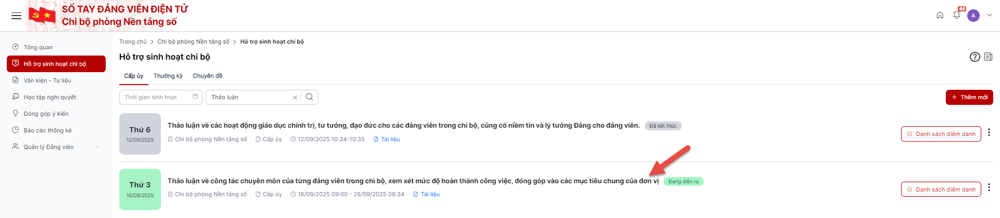 SỔ TAY ĐẢNG VIÊN ĐIỆN TỬ
Chi bộ phòng Nền tảng số
44
A
Tổng quan
Hỗ trợ sinh hoạt chi bộ
Văn kiện - Tư liệu
Học tập nghị quyết
Đóng góp ý kiến
Báo cáo thống kê
Quản lý Đảng viên
Trang chủ > Chi bộ phòng Nền tảng số > Hỗ trợ sinh hoạt chi bộ
Hỗ trợ sinh hoạt chi bộ
Cấp ủy Thường kỳ Chuyên đề
Thời gian sinh hoạt Thảo luận
+ Thêm mới
Thứ 6
12/09/2025
Thảo luận về các hoạt động giáo dục chính trị, tư tưởng, đạo đức cho các đảng viên trong chi bộ, củng cố niềm tin và lý tưởng Đảng cho đảng viên. Đã kết thúc
Chi bộ phòng Nền tảng số Cấp ủy 12/09/2025 10:34-10:35 Tài liệu
Danh sách điểm danh
Thứ 3
16/09/2025
Thảo luận về công tác chuyên môn của từng đảng viên trong chi bộ, xem xét mức độ hoàn thành công việc, đóng góp vào các mục tiêu chung của đơn vị Đang diễn ra
Chi bộ phòng Nền tảng số Cấp ủy 16/09/2025 09:00 - 26/09/2025 08:34 Tài liệu
Danh sách điểm danh